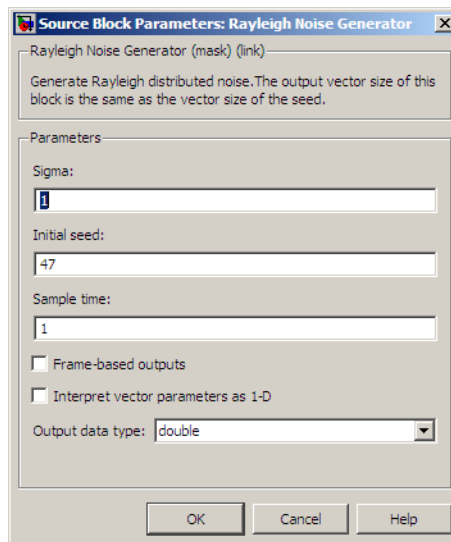 Source Block Parameters: Rayleigh Noise Generator
Rayleigh Noise Generator (mask) (link)
Generate Rayleigh distributed noise.The output vector size of this
block is the same as the vector size of the seed.
Parameters
Sigma:
1
Initial seed:
47
Sample time:
1
Frame-based outputs
Interpret vector parameters as 1-D
Output data type: double
OK Cancel Help